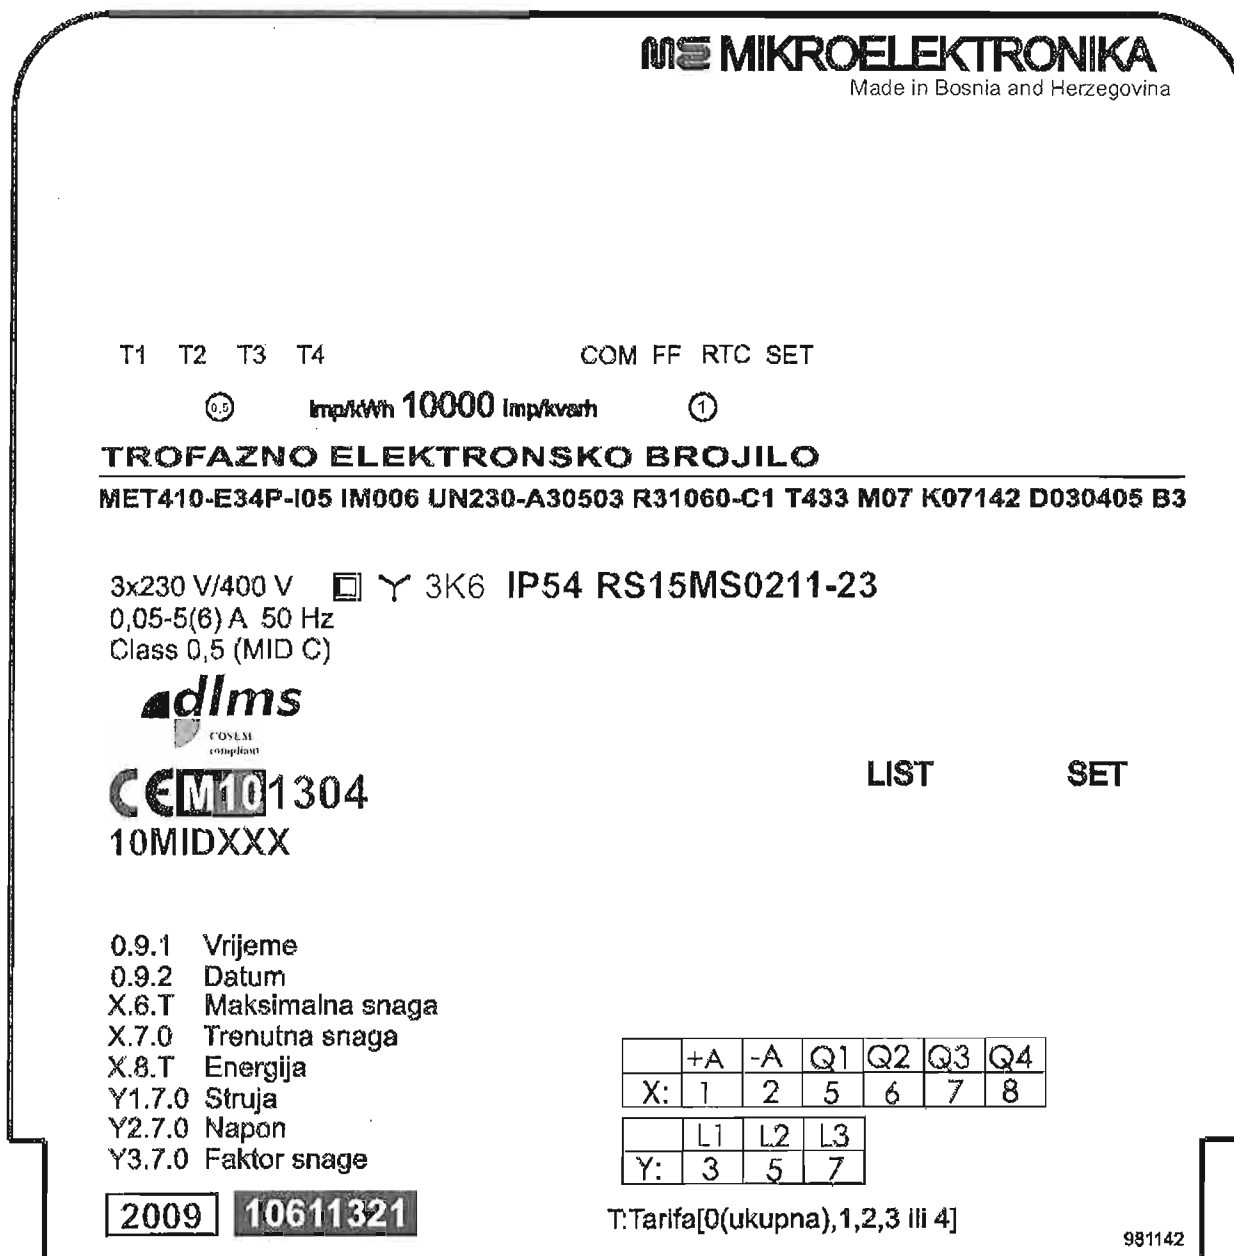 MIKROELEKTRONIKA
Made in Bosnia and Herzegovina
T1 T2 T3 T4 COM FF RTC SET
0,5 Imp/kWh 10000 Imp/kvarh 1
TROFAZNO ELEKTRONSKO BROJILO
MET410-E34P-I05 IM006 UN230-A30503 R31060-C1 T433 M07 K07142 D030405 B3
3x230 V/400 V 3K6 IP54 RS15MS0211-23
0,05-5(6) A 50 Hz
Class 0,5 (MID C)
dlms
COSEM
compliant
CE M10 1304
LIST SET
10MIDXXX
0.9.1 Vrijeme
0.9.2 Datum
X.6.T Maksimalna snaga
X.7.0 Trenutna snaga
X.8.T Energija
Y1.7.0 Struja
Y2.7.0 Napon
Y3.7.0 Faktor snage
+A -A Q1 Q2 Q3 Q4
X: 1 2 5 6 7 8
L1 L2 L3
Y: 3 5 7
2009 10611321
T:Tarifa[0(ukupna),1,2,3 ili 4]
981142